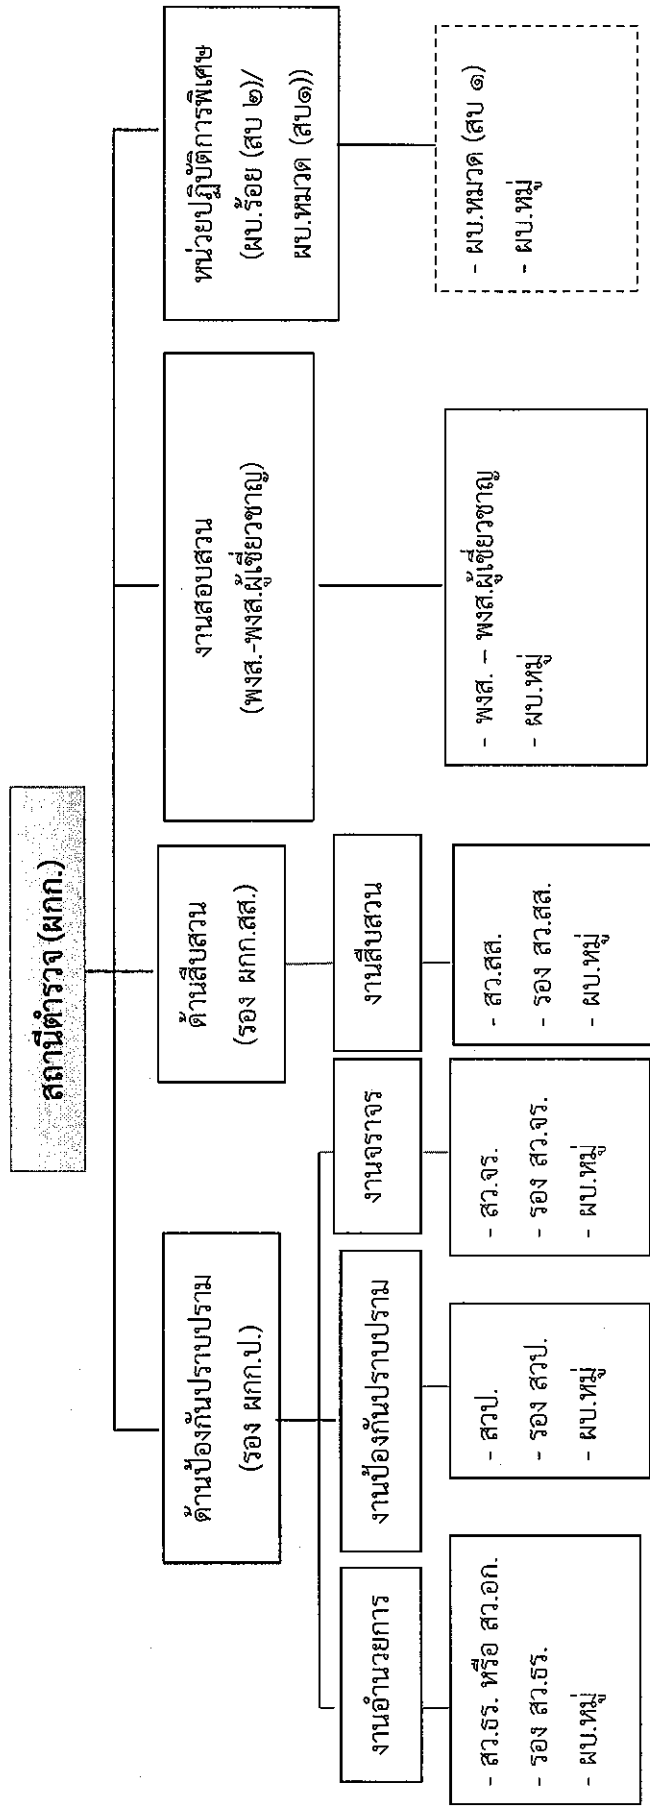 สถานีตำรวจ (ผกก.)
ด้านป้องกันปราบปราม
(รอง ผกก.ป.)
ด้านสืบสวน
(รอง ผกก.สส.)
งานสอบสวน
(พงส.-พงส.ผู้เชี่ยวชาญ)
หน่วยปฏิบัติการพิเศษ
(ผบ.ร้อย (สบ ๒)/
ผบ.หมวด (สบ๑))
งานอำนวยการ
งานป้องกันปราบปราม
งานจราจร
งานสืบสวน
- สว.ธร. หรือ สว.อก.
- รอง สว.ธร.
- ผบ.หมู่
- สวป.
- รอง สวป.
- ผบ.หมู่
- สว.จร.
- รอง สว.จร.
- ผบ.หมู่
- สว.สส.
- รอง สว.สส.
- ผบ.หมู่
- พงส. – พงส.ผู้เชี่ยวชาญ
- ผบ.หมู่
- ผบ.หมวด (สบ ๑)
- ผบ.หมู่